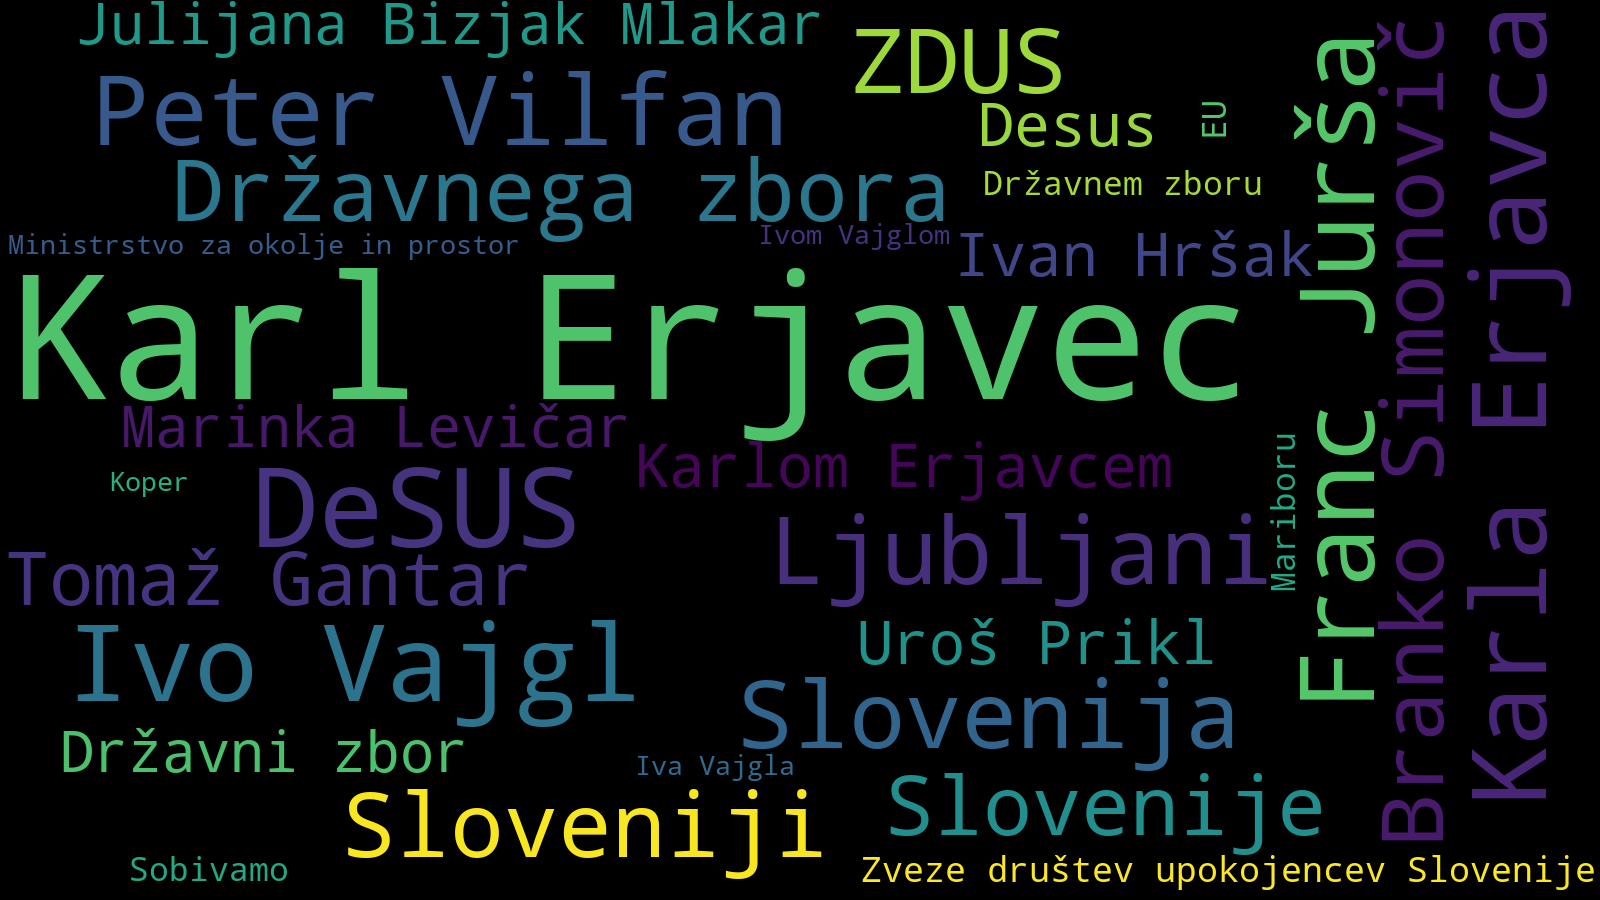 Julijana Bizjak Mlakar
ZDUS
Peter Vilfan
Desus
EU
Državnega zbora
Državnem zboru
Ministrstvo za okolje in prostor
Ivom Vajglom
Ivan Hršak
Karl Erjavec
Franc Jurša
Branko Simonovič
Karla Erjavca
Marinka Levičar
Karlom Erjavcem
Koper
DeSUS
Mariboru
Ljubljani
Tomaž Gantar
Ivo Vajgl
Uroš Prikl
Slovenija
Državni zbor
Iva Vajgla
Sloveniji
Slovenije
Sobivamo
Zveze društev upokojencev Slovenije